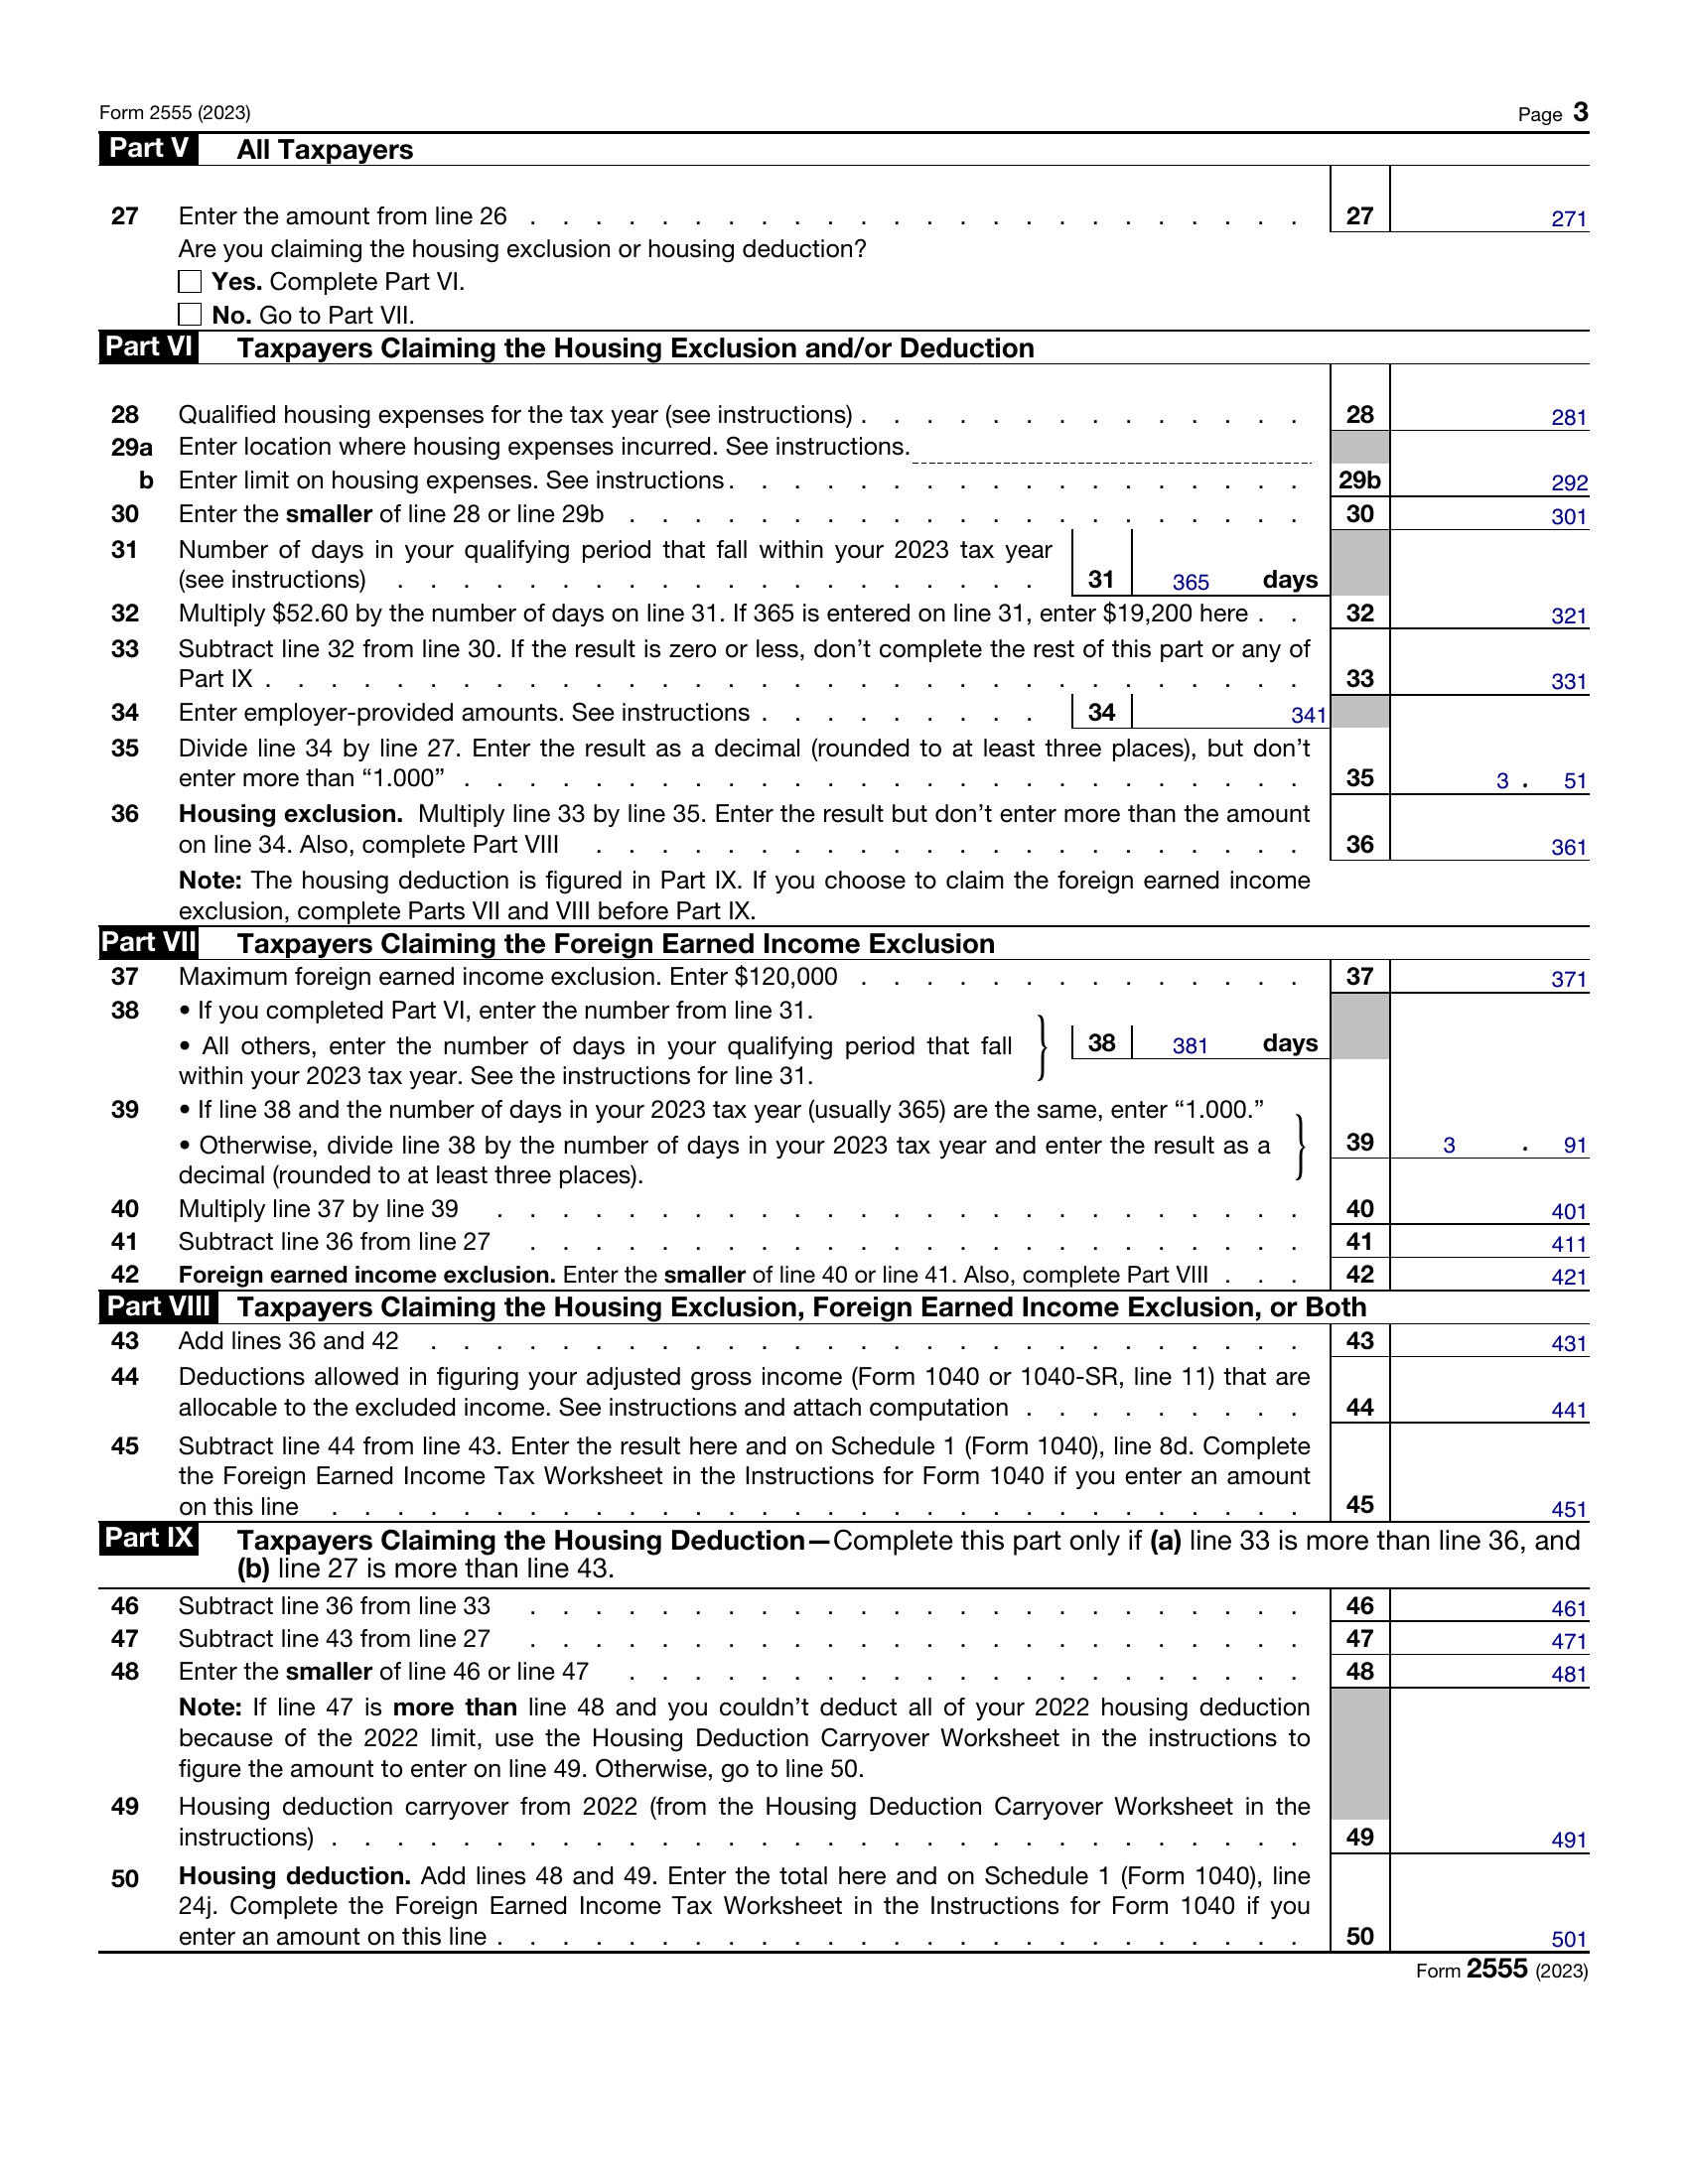 Form 2555 (2023) Page 3
Part V All Taxpayers
27 Enter the amount from line 26 . . . . . . . . . . . . . . . . . . . . . . . . 27 271
Are you claiming the housing exclusion or housing deduction?
Yes. Complete Part VI.
No. Go to Part VII.
Part VI Taxpayers Claiming the Housing Exclusion and/or Deduction
28 Qualified housing expenses for the tax year (see instructions) . . . . . . . . . . . . . . 28 281
29a Enter location where housing expenses incurred. See instructions.
b Enter limit on housing expenses. See instructions . . . . . . . . . . . . . . . . . . 29b 292
30 Enter the smaller of line 28 or line 29b . . . . . . . . . . . . . . . . . . . . . 30 301
31 Number of days in your qualifying period that fall within your 2023 tax year
(see instructions) . . . . . . . . . . . . . . . . . . . . 31 365 days
32 Multiply $52.60 by the number of days on line 31. If 365 is entered on line 31, enter $19,200 here . . 32 321
33 Subtract line 32 from line 30. If the result is zero or less, don’t complete the rest of this part or any of
Part IX . . . . . . . . . . . . . . . . . . . . . . . . . . . . . . . . 33 331
34 Enter employer-provided amounts. See instructions . . . . . . . . . 34 341
35 Divide line 34 by line 27. Enter the result as a decimal (rounded to at least three places), but don’t
enter more than “1.000” . . . . . . . . . . . . . . . . . . . . . . . . . . 35 3 . 51
36 Housing exclusion. Multiply line 33 by line 35. Enter the result but don’t enter more than the amount
on line 34. Also, complete Part VIII . . . . . . . . . . . . . . . . . . . . . . 36 361
Note: The housing deduction is figured in Part IX. If you choose to claim the foreign earned income
exclusion, complete Parts VII and VIII before Part IX.
Part VII Taxpayers Claiming the Foreign Earned Income Exclusion
37 Maximum foreign earned income exclusion. Enter $120,000 . . . . . . . . . . . . . . 37 371
38 • If you completed Part VI, enter the number from line 31.
• All others, enter the number of days in your qualifying period that fall } 38 381 days
within your 2023 tax year. See the instructions for line 31.
39 • If line 38 and the number of days in your 2023 tax year (usually 365) are the same, enter “1.000.”
• Otherwise, divide line 38 by the number of days in your 2023 tax year and enter the result as a } 39 3 . 91
decimal (rounded to at least three places).
40 Multiply line 37 by line 39 . . . . . . . . . . . . . . . . . . . . . . . . . 40 401
41 Subtract line 36 from line 27 . . . . . . . . . . . . . . . . . . . . . . . . 41 411
42 Foreign earned income exclusion. Enter the smaller of line 40 or line 41. Also, complete Part VIII . . . 42 421
Part VIII Taxpayers Claiming the Housing Exclusion, Foreign Earned Income Exclusion, or Both
43 Add lines 36 and 42 . . . . . . . . . . . . . . . . . . . . . . . . . . . 43 431
44 Deductions allowed in figuring your adjusted gross income (Form 1040 or 1040-SR, line 11) that are
allocable to the excluded income. See instructions and attach computation . . . . . . . . . 44 441
45 Subtract line 44 from line 43. Enter the result here and on Schedule 1 (Form 1040), line 8d. Complete
the Foreign Earned Income Tax Worksheet in the Instructions for Form 1040 if you enter an amount
on this line . . . . . . . . . . . . . . . . . . . . . . . . . . . . . . 45 451
Part IX Taxpayers Claiming the Housing Deduction—Complete this part only if (a) line 33 is more than line 36, and
(b) line 27 is more than line 43.
46 Subtract line 36 from line 33 . . . . . . . . . . . . . . . . . . . . . . . . 46 461
47 Subtract line 43 from line 27 . . . . . . . . . . . . . . . . . . . . . . . . 47 471
48 Enter the smaller of line 46 or line 47 . . . . . . . . . . . . . . . . . . . . . 48 481
Note: If line 47 is more than line 48 and you couldn’t deduct all of your 2022 housing deduction
because of the 2022 limit, use the Housing Deduction Carryover Worksheet in the instructions to
figure the amount to enter on line 49. Otherwise, go to line 50.
49 Housing deduction carryover from 2022 (from the Housing Deduction Carryover Worksheet in the
instructions) . . . . . . . . . . . . . . . . . . . . . . . . . . . . . . 49 491
50 Housing deduction. Add lines 48 and 49. Enter the total here and on Schedule 1 (Form 1040), line
24j. Complete the Foreign Earned Income Tax Worksheet in the Instructions for Form 1040 if you
enter an amount on this line . . . . . . . . . . . . . . . . . . . . . . . . . 50 501
Form 2555 (2023)